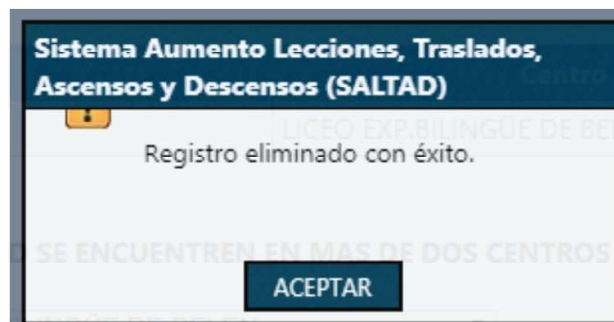 Sistema Aumento Lecciones, Traslados,
Ascensos y Descensos (SALTAD)
Centro
LICEO EXP.BILINGÜE DE BE
Registro eliminado con éxito.
SE ENCUENTREN EN MAS DE DOS CENTROS
ACEPTAR